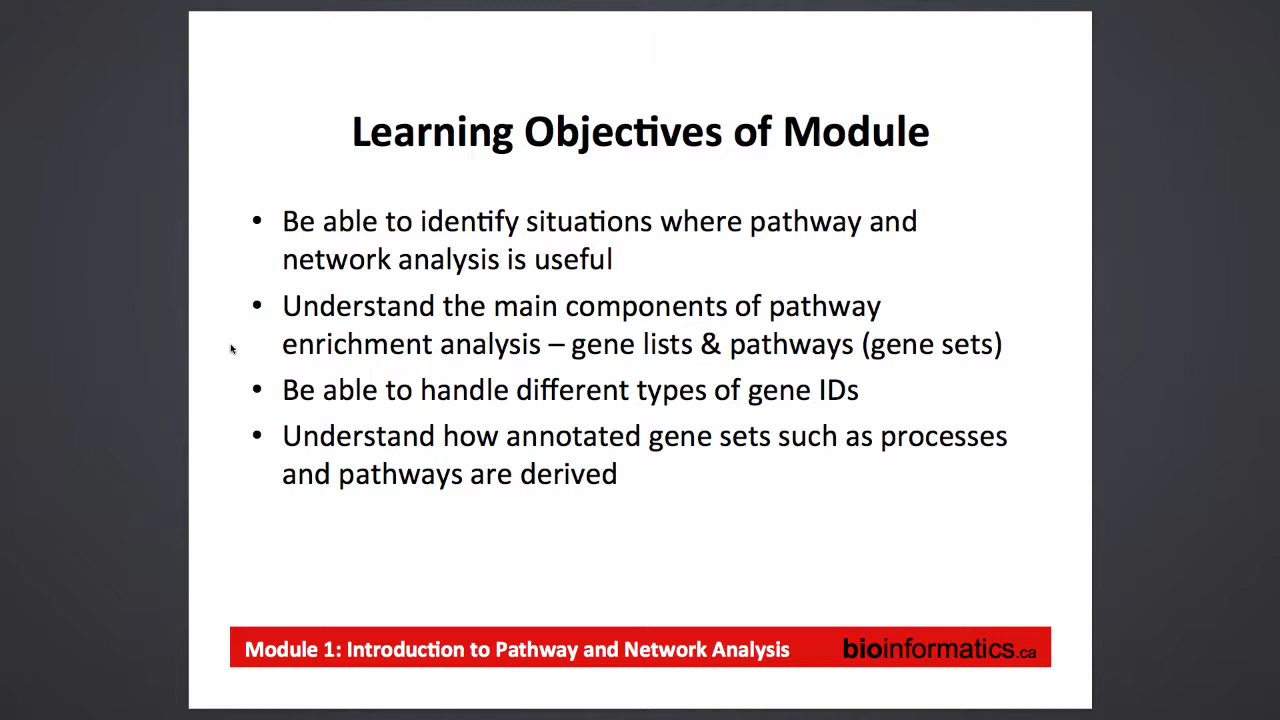 Learning Objectives of Module
• Be able to identify situations where pathway and
network analysis is useful
• Understand the main components of pathway
enrichment analysis – gene lists & pathways (gene sets)
• Be able to handle different types of gene IDs
• Understand how annotated gene sets such as processes
and pathways are derived
Module 1: Introduction to Pathway and Network Analysis
bioinformatics.ca